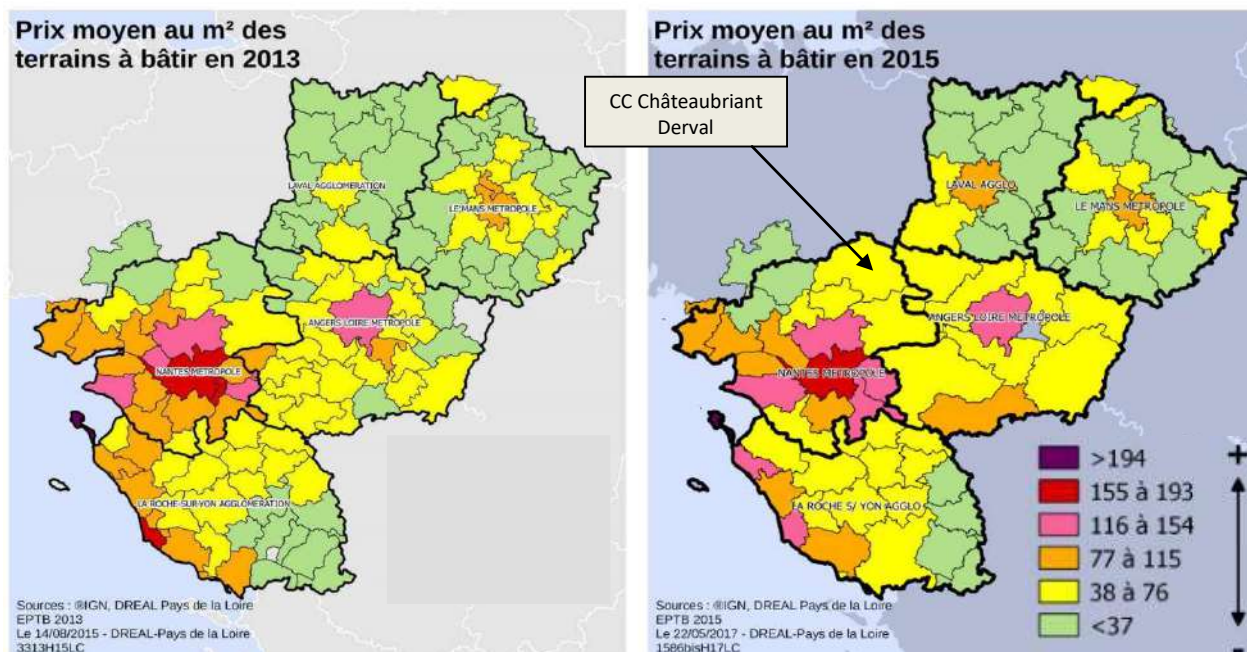 Prix moyen au m² des
terrains à bâtir en 2013
LAVAL AGGLOMERATION
LE MANS METROPOLE
ANGERS LOIRE METROPOLE
NANTES METROPOLE
LA ROCHE-SUR-YON AGGLOMERATION
Sources : ®IGN, DREAL Pays de la Loire
EPTB 2013
Le 14/08/2015 - DREAL-Pays de la Loire
3313H15LC
Prix moyen au m² des
terrains à bâtir en 2015
CC Châteaubriant
Derval
LAVAL AGGLO
LE MANS METROPOLE
ANGERS LOIRE METROPOLE
NANTES METROPOLE
LA ROCHE S/ YON AGGLO
>194
155 à 193
116 à 154
77 à 115
38 à 76
<37
+
-
Sources : ®IGN, DREAL Pays de la Loire
EPTB 2015
Le 22/05/2017 - DREAL-Pays de la Loire
1586bisH17LC